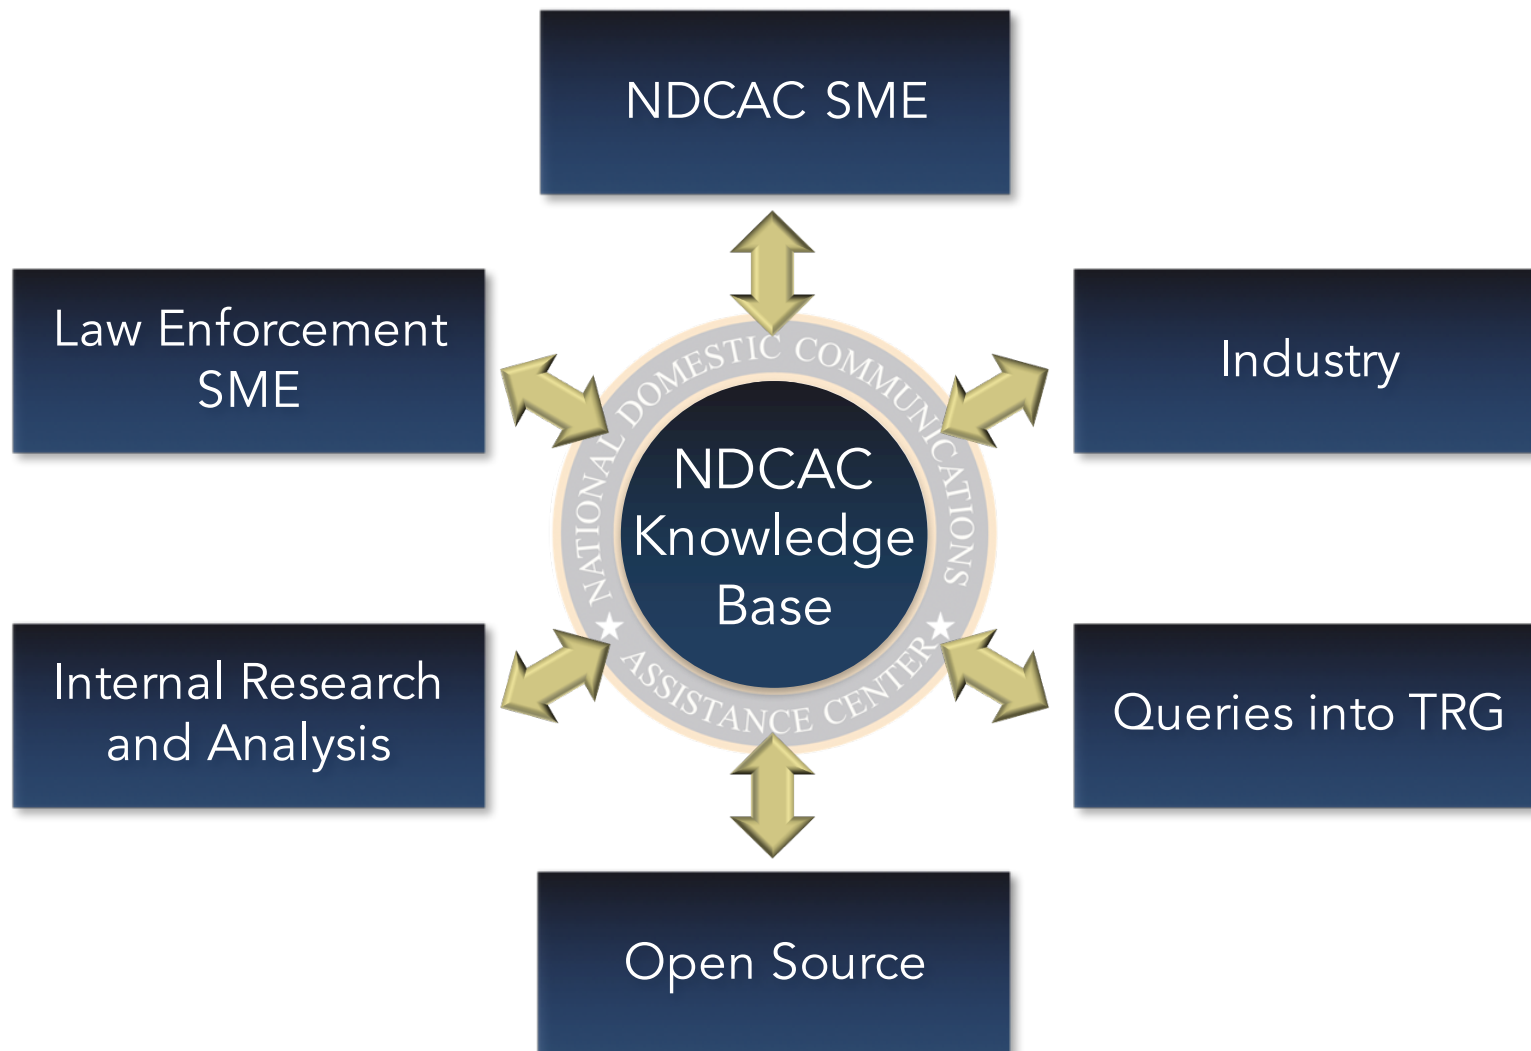 NDCAC SME
Law Enforcement
SME
Industry
NATIONAL DOMESTIC COMMUNICATIONS
NDCAC
Knowledge
Base
ASSISTANCE CENTER
Internal Research
and Analysis
Queries into TRG
Open Source